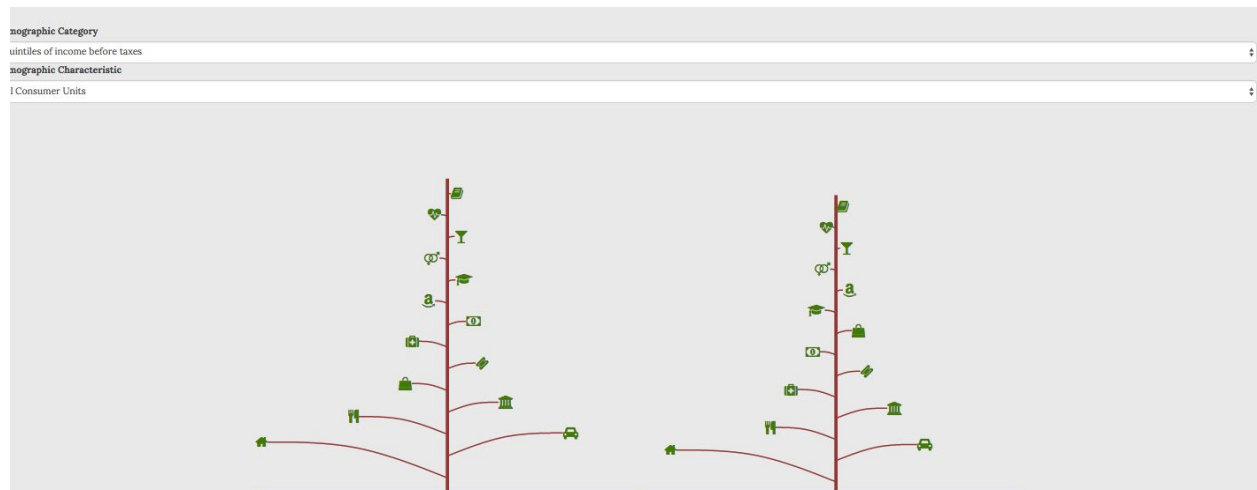 mographic Category
uintiles of income before taxes
mographic Characteristic
l Consumer Units